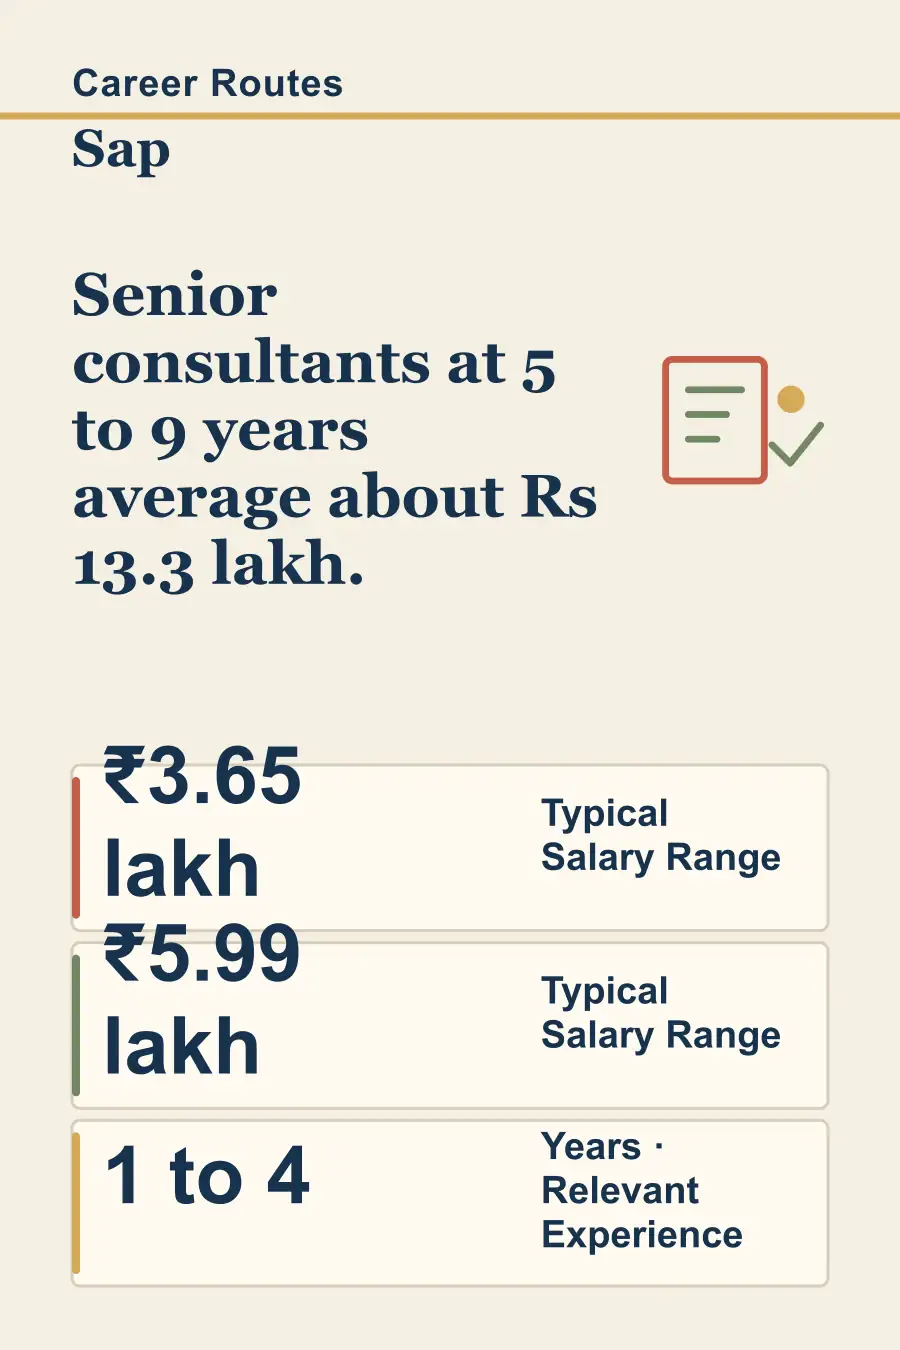 Career Routes
Sap
Senior
consultants at 5
to 9 years
average about Rs
13.3 lakh.
₹3.65
lakh
Typical
Salary Range
₹5.99
lakh
Typical
Salary Range
1 to 4
Years ·
Relevant
Experience